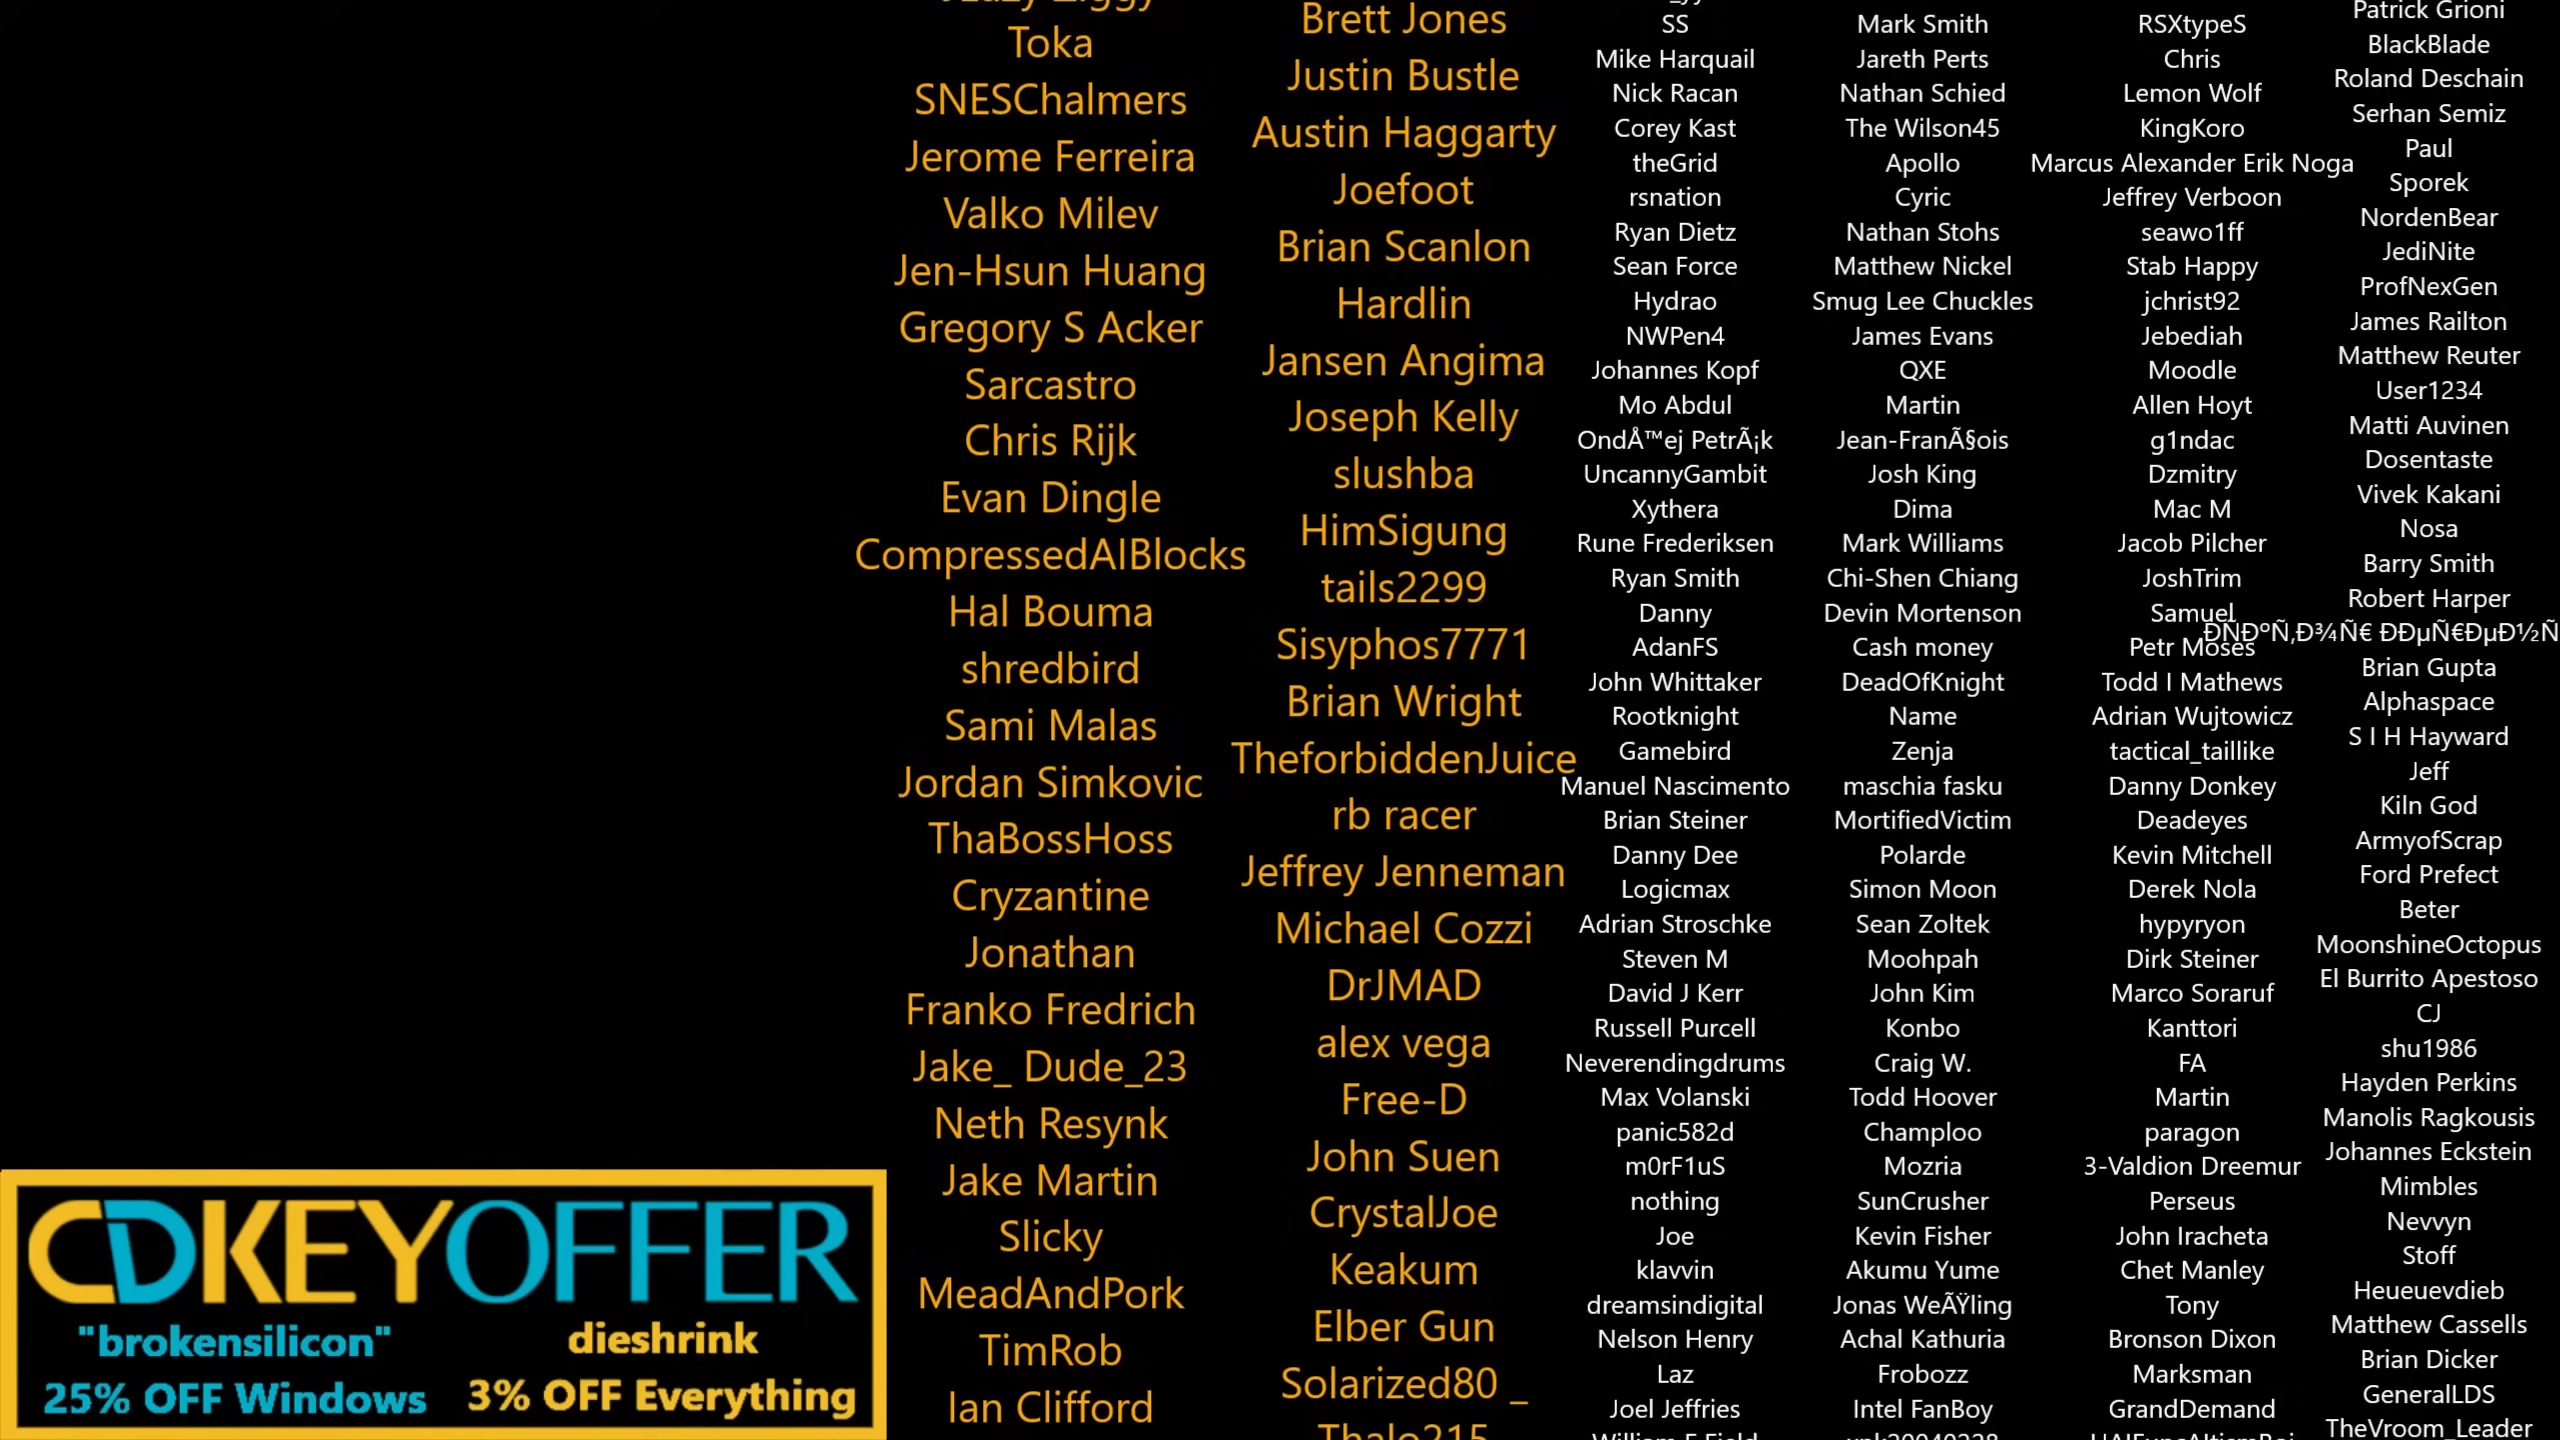 Toka
SNESChalmers
Jerome Ferreira
Valko Milev
Jen-Hsun Huang
Gregory S Acker
Sarcastro
Chris Rijk
Evan Dingle
CompressedAIBlocks
Hal Bouma
shredbird
Sami Malas
Jordan Simkovic
ThaBossHoss
Cryzantine
Jonathan
Franko Fredrich
Jake_ Dude_23
Neth Resynk
Jake Martin
Slicky
MeadAndPork
TimRob
Ian Clifford
Brett Jones
Justin Bustle
Austin Haggarty
Joefoot
Brian Scanlon
Hardlin
Jansen Angima
Joseph Kelly
slushba
HimSigung
tails2299
Sisyphos7771
Brian Wright
TheforbiddenJuice
rb racer
Jeffrey Jenneman
Michael Cozzi
DrJMAD
alex vega
Free-D
John Suen
CrystalJoe
Keakum
Elber Gun
Solarized80 _
Thalo215
SS
Mike Harquail
Nick Racan
Corey Kast
theGrid
rsnation
Ryan Dietz
Sean Force
Hydrao
NWPen4
Johannes Kopf
Mo Abdul
OndÅ™ej PetrÃ¡k
UncannyGambit
Xythera
Rune Frederiksen
Ryan Smith
Danny
AdanFS
John Whittaker
Rootknight
Gamebird
Manuel Nascimento
Brian Steiner
Danny Dee
Logicmax
Adrian Stroschke
Steven M
David J Kerr
Russell Purcell
Neverendingdrums
Max Volanski
panic582d
m0rF1uS
nothing
Joe
klavvin
dreamsindigital
Nelson Henry
Laz
Joel Jeffries
Mark Smith
Jareth Perts
Nathan Schied
The Wilson45
Apollo
Cyric
Nathan Stohs
Matthew Nickel
Smug Lee Chuckles
James Evans
QXE
Martin
Jean-FranÃ§ois
Josh King
Dima
Mark Williams
Chi-Shen Chiang
Devin Mortenson
Cash money
DeadOfKnight
Name
Zenja
maschia fasku
MortifiedVictim
Polarde
Simon Moon
Sean Zoltek
Moohpah
John Kim
Konbo
Craig W.
Todd Hoover
Champloo
Mozria
SunCrusher
Kevin Fisher
Akumu Yume
Jonas WeÃŸling
Achal Kathuria
Frobozz
Intel FanBoy
RSXtypeS
Chris
Lemon Wolf
KingKoro
Marcus Alexander Erik Noga
Jeffrey Verboon
seawo1ff
Stab Happy
jchrist92
Jebediah
Moodle
Allen Hoyt
g1ndac
Dzmitry
Mac M
Jacob Pilcher
JoshTrim
Samuel
Petr Moses
Todd I Mathews
Adrian Wujtowicz
tactical_taillike
Danny Donkey
Deadeyes
Kevin Mitchell
Derek Nola
hypyryon
Dirk Steiner
Marco Soraruf
Kanttori
FA
Martin
paragon
3-Valdion Dreemur
Perseus
John Iracheta
Chet Manley
Tony
Bronson Dixon
Marksman
GrandDemand
Patrick Grioni
BlackBlade
Roland Deschain
Serhan Semiz
Paul
Sporek
NordenBear
JediNite
ProfNexGen
James Railton
Matthew Reuter
User1234
Matti Auvinen
Dosentaste
Vivek Kakani
Nosa
Barry Smith
Robert Harper
Brian Gupta
Alphaspace
S I H Hayward
Jeff
Kiln God
ArmyofScrap
Ford Prefect
Beter
MoonshineOctopus
El Burrito Apestoso
CJ
shu1986
Hayden Perkins
Manolis Ragkousis
Johannes Eckstein
Mimbles
Nevvyn
Stoff
Heueuevdieb
Matthew Cassells
Brian Dicker
GeneralLDS
TheVroom_Leader
CDKEYOFFER
"brokensilicon"
25% OFF Windows
dieshrink
3% OFF Everything